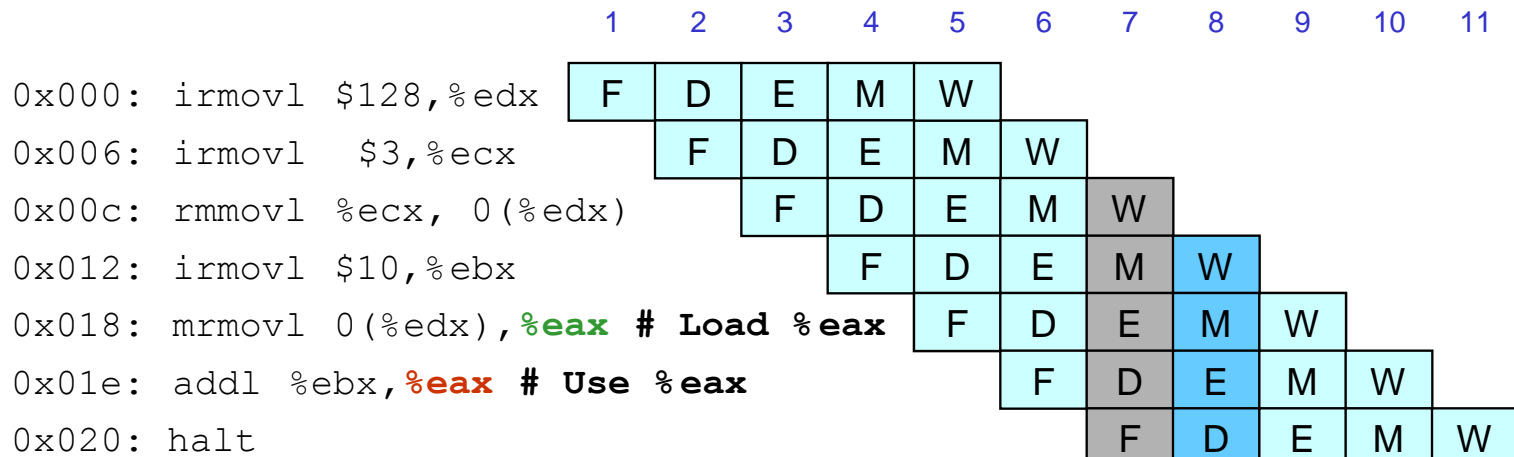 1 2 3 4 5 6 7 8 9 10 11
0x000: irmovl $128,%edx F D E M W
0x006: irmovl $3,%ecx F D E M W
0x00c: rmmovl %ecx, 0(%edx) F D E M W
0x012: irmovl $10,%ebx F D E M W
0x018: mrmovl 0(%edx),%eax # Load %eax F D E M W
0x01e: addl %ebx,%eax # Use %eax F D E M W
0x020: halt F D E M W